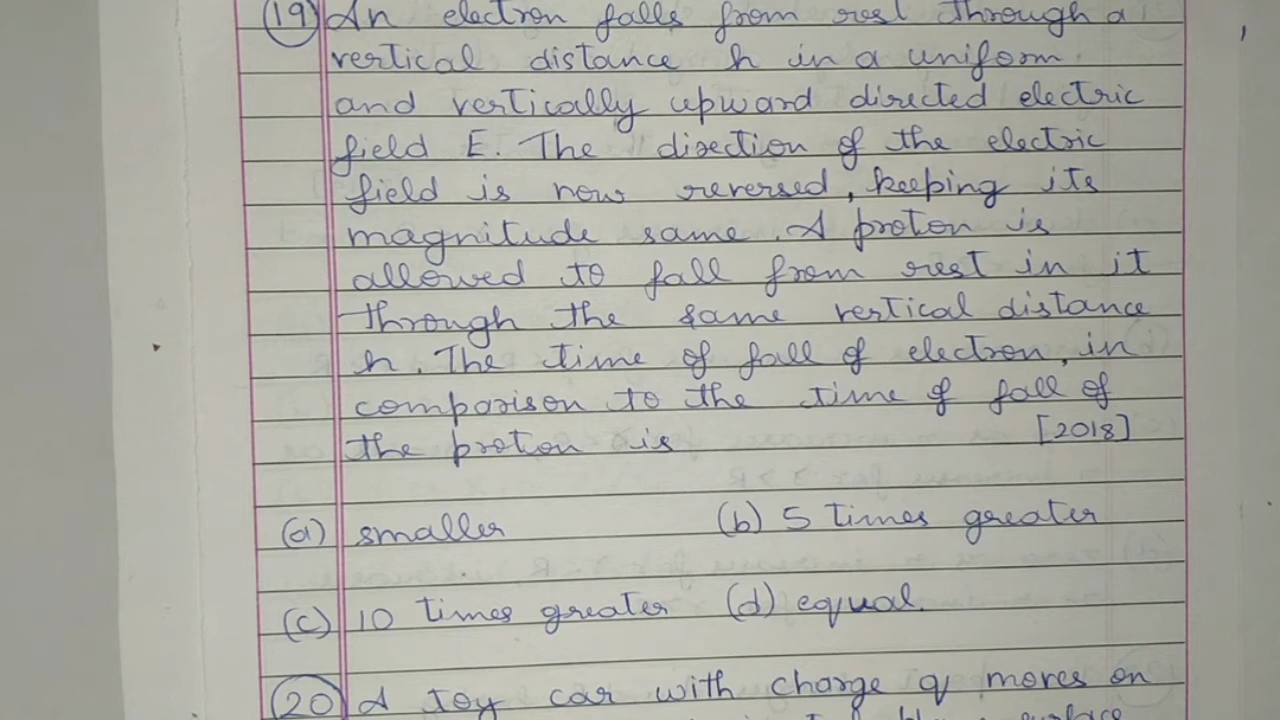 (19) An electron falls from rest through a
vertical distance h in a uniform
and vertically upward directed electric
field E. The direction of the electric
field is now reversed, keeping its
magnitude same. A proton is
allowed to fall from rest in it
through the same vertical distance
h. The time of fall of electron, in
comparison to the time of fall of
the proton is [2018]
(a) smaller (b) 5 times greater
(c) 10 times greater (d) equal.
(20) A toy car with charge q moves on
surface